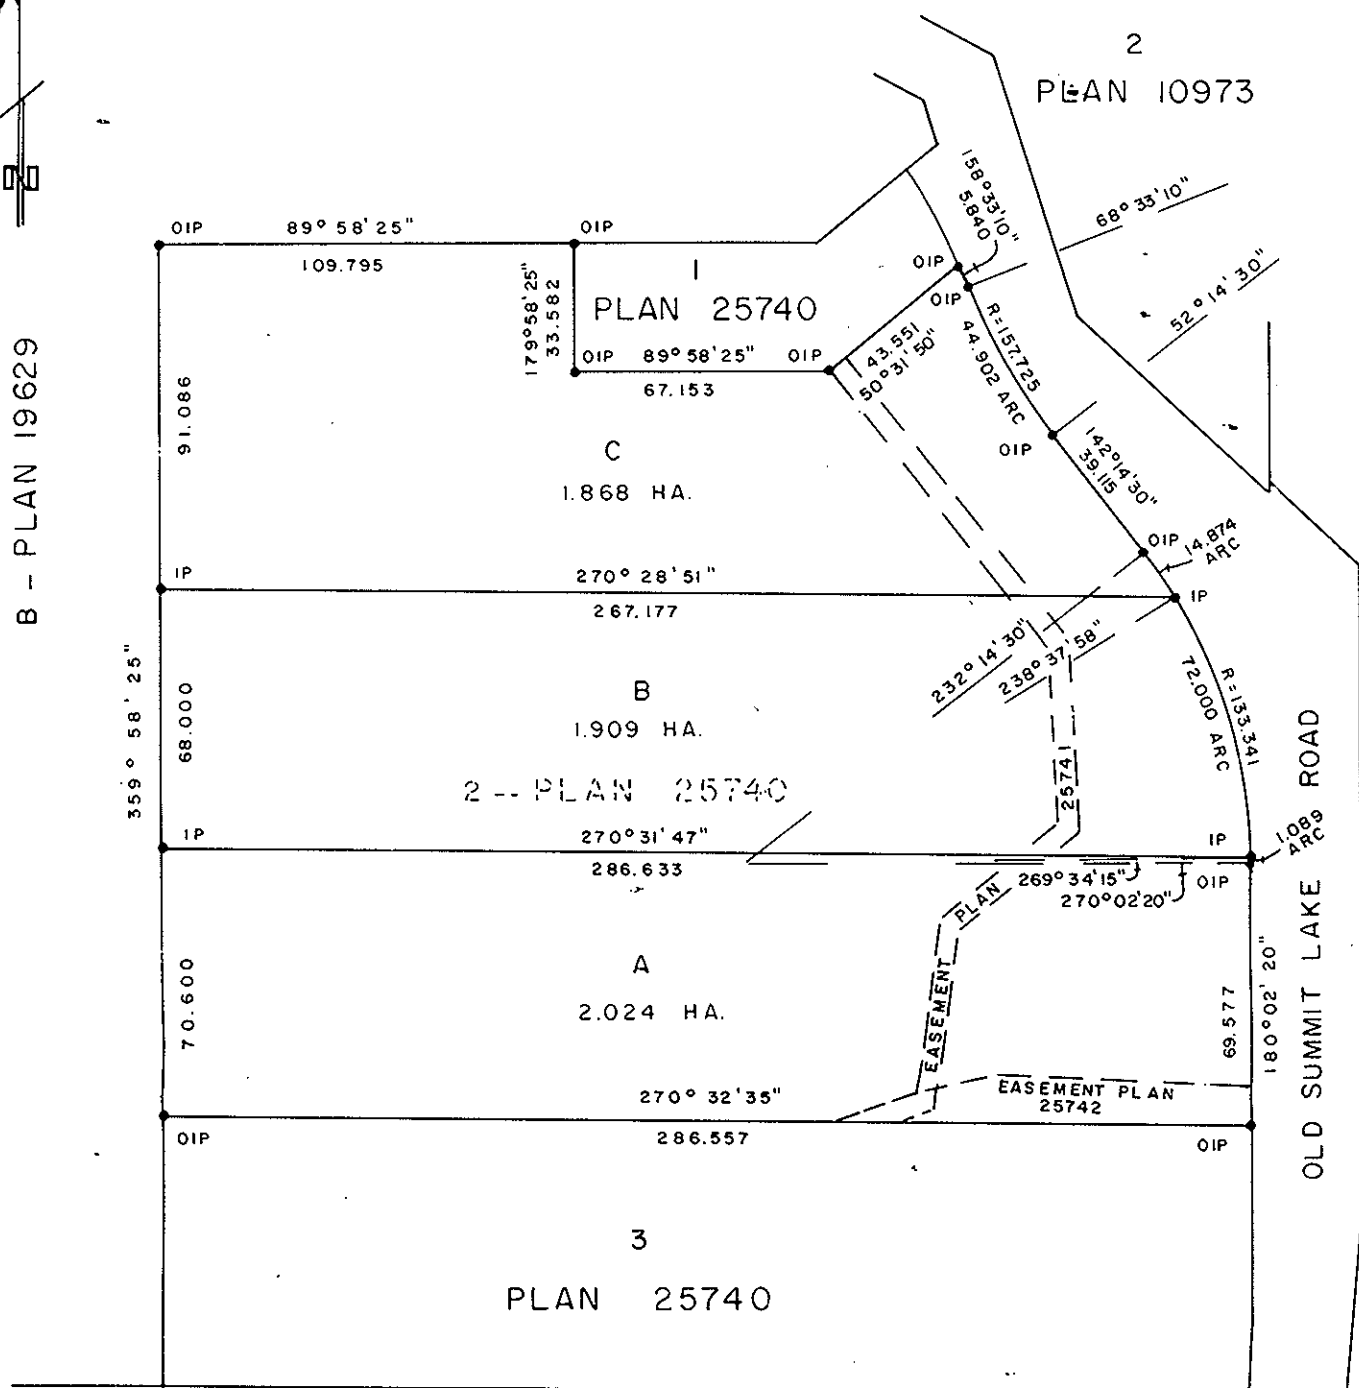 2
PLAN 10973
N
B - PLAN 19629
OIP
89° 58' 25"
109.795
OIP
1
PLAN 25740
179° 58' 25"
33.582
OIP
89° 58' 25"
OIP
67.153
43.551
50° 31' 50"
OIP
OIP
158° 33' 10"
5.840
68° 33' 10"
52° 14' 30"
R=157.725
44.902 ARC
OIP
142° 14' 30"
39.115
OIP
14.874
ARC
91.086
C
1.868 HA.
IP
270° 28' 51"
267.177
IP
232° 14' 30"
238° 37' 58"
R=133.341
72.000 ARC
359° 58' 25"
68.000
B
1.909 HA.
2 -- PLAN 25740
25741
IP
270° 31' 47"
286.633
IP
1.089
ARC
269° 34' 15"
270° 02' 20"
OIP
PLAN
EASEMENT
70.600
A
2.024 HA.
69.577
180° 02' 20"
OLD SUMMIT LAKE ROAD
EASEMENT PLAN
25742
270° 32' 35"
286.557
OIP
OIP
3
PLAN 25740